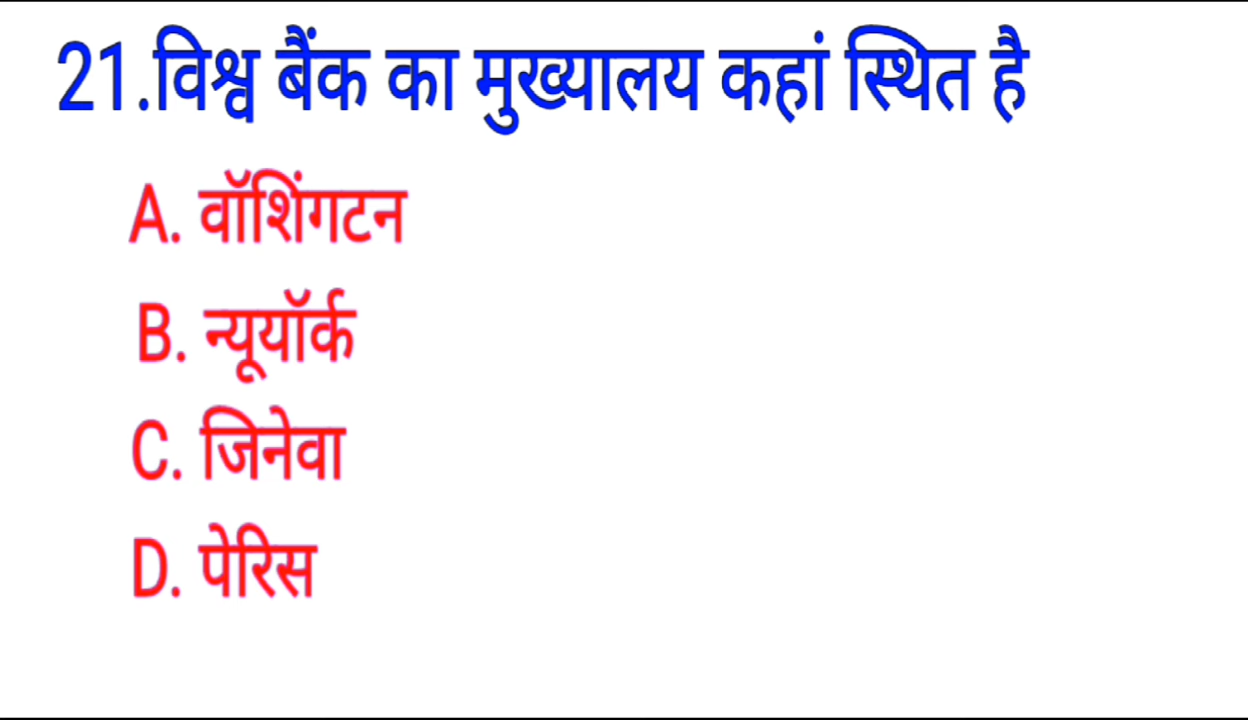 21.विश्व बैंक का मुख्यालय कहां स्थित है
A. वॉशिंगटन
B. न्यूयॉर्क
C. जिनेवा
D. पेरिस